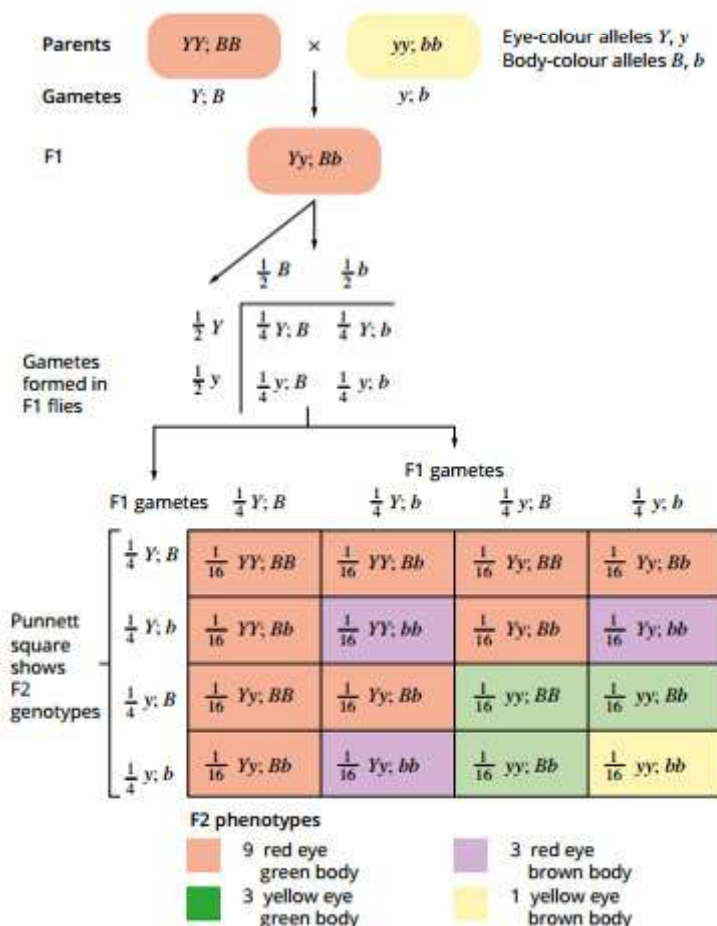 Parents YY; BB × yy; bb Eye-colour alleles Y, y
Body-colour alleles B, b
Gametes Y; B y; b
F1 Yy; Bb
1/2 B 1/2 b
1/2 Y 1/4 Y; B 1/4 Y; b
1/2 y 1/4 y; B 1/4 y; b
Gametes
formed in
F1 flies
F1 gametes
F1 gametes 1/4 Y; B 1/4 Y; b 1/4 y; B 1/4 y; b
1/4 Y; B 1/16 YY; BB 1/16 YY; Bb 1/16 Yy; BB 1/16 Yy; Bb
1/4 Y; b 1/16 YY; Bb 1/16 YY; bb 1/16 Yy; Bb 1/16 Yy; bb
1/4 y; B 1/16 Yy; BB 1/16 Yy; Bb 1/16 yy; BB 1/16 yy; Bb
1/4 y; b 1/16 Yy; Bb 1/16 Yy; bb 1/16 yy; Bb 1/16 yy; bb
Punnett
square
shows
F2
genotypes
F2 phenotypes
9 red eye
green body
3 red eye
brown body
3 yellow eye
green body
1 yellow eye
brown body